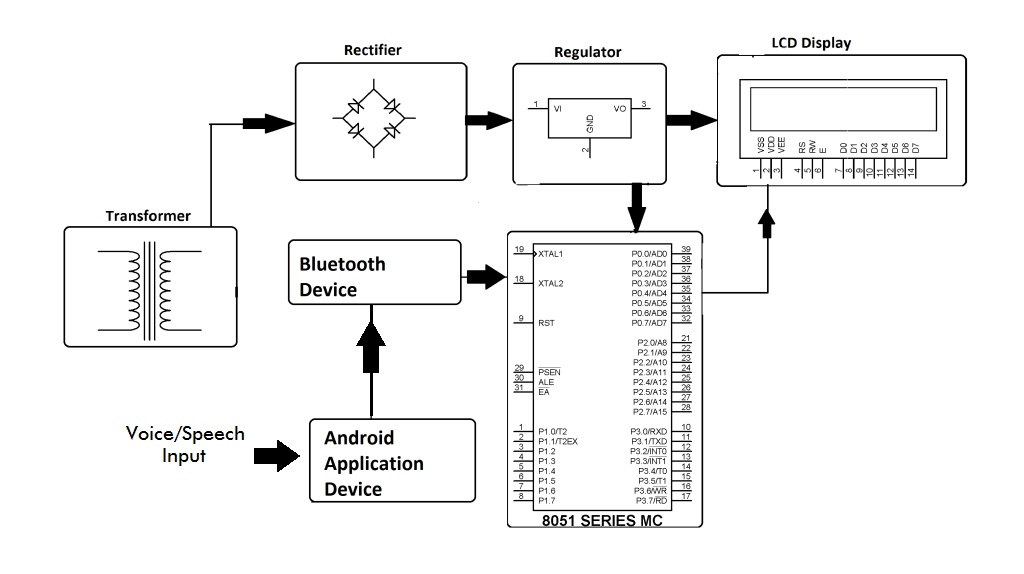 Rectifier
Regulator
LCD Display
1
VI
VO
3
GND
2
VSS
VDD
VEE
RS
RW
E
D0
D1
D2
D3
D4
D5
D6
D7
1
2
3
4
5
6
7
8
9
10
11
12
13
14
Transformer
Bluetooth
Device
Voice/Speech
Input
Android
Application
Device
19
XTAL1
18
XTAL2
9
RST
29
PSEN
30
ALE
31
EA
1
P1.0/T2
2
P1.1/T2EX
3
P1.2
4
P1.3
5
P1.4
6
P1.5
7
P1.6
8
P1.7
P0.0/AD0
39
P0.1/AD1
38
P0.2/AD2
37
P0.3/AD3
36
P0.4/AD4
35
P0.5/AD5
34
P0.6/AD6
33
P0.7/AD7
32
P2.0/A8
21
P2.1/A9
22
P2.2/A10
23
P2.3/A11
24
P2.4/A12
25
P2.5/A13
26
P2.6/A14
27
P2.7/A15
28
P3.0/RXD
10
P3.1/TXD
11
P3.2/INT0
12
P3.3/INT1
13
P3.4/T0
14
P3.5/T1
15
P3.6/WR
16
P3.7/RD
17
8051 SERIES MC